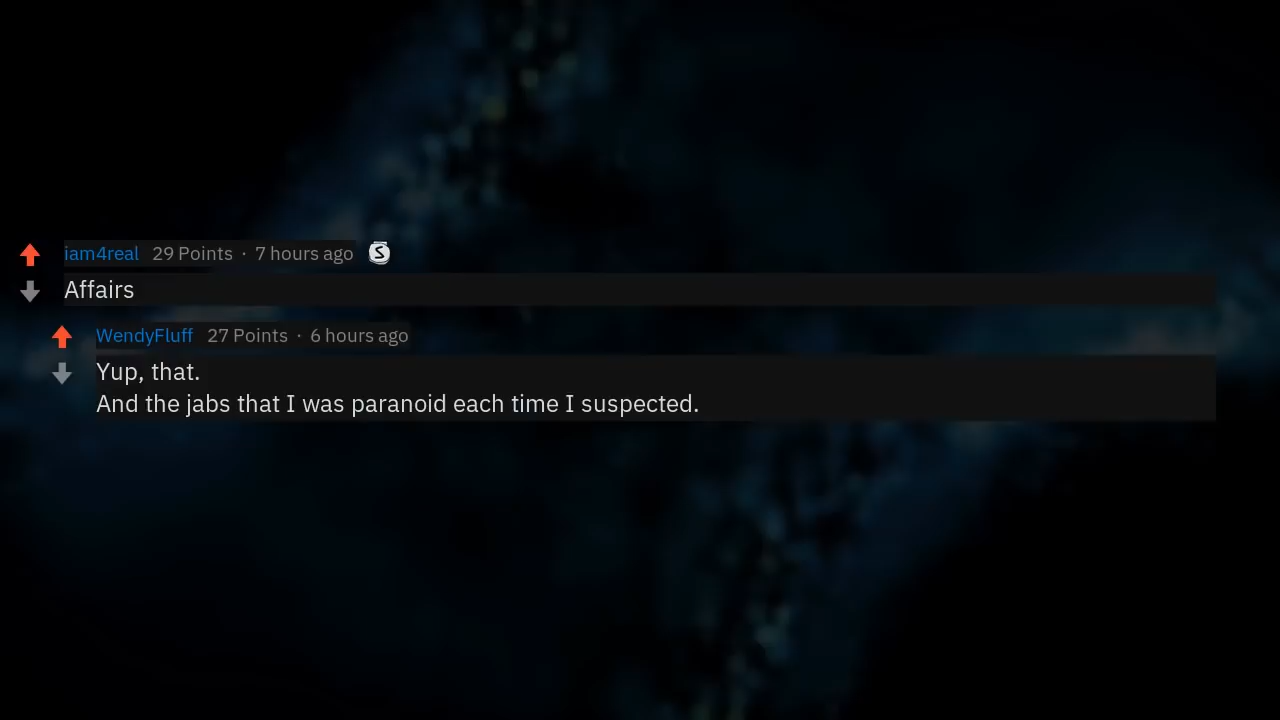 iam4real 29 Points · 7 hours ago S
Affairs
WendyFluff 27 Points · 6 hours ago
Yup, that.
And the jabs that I was paranoid each time I suspected.